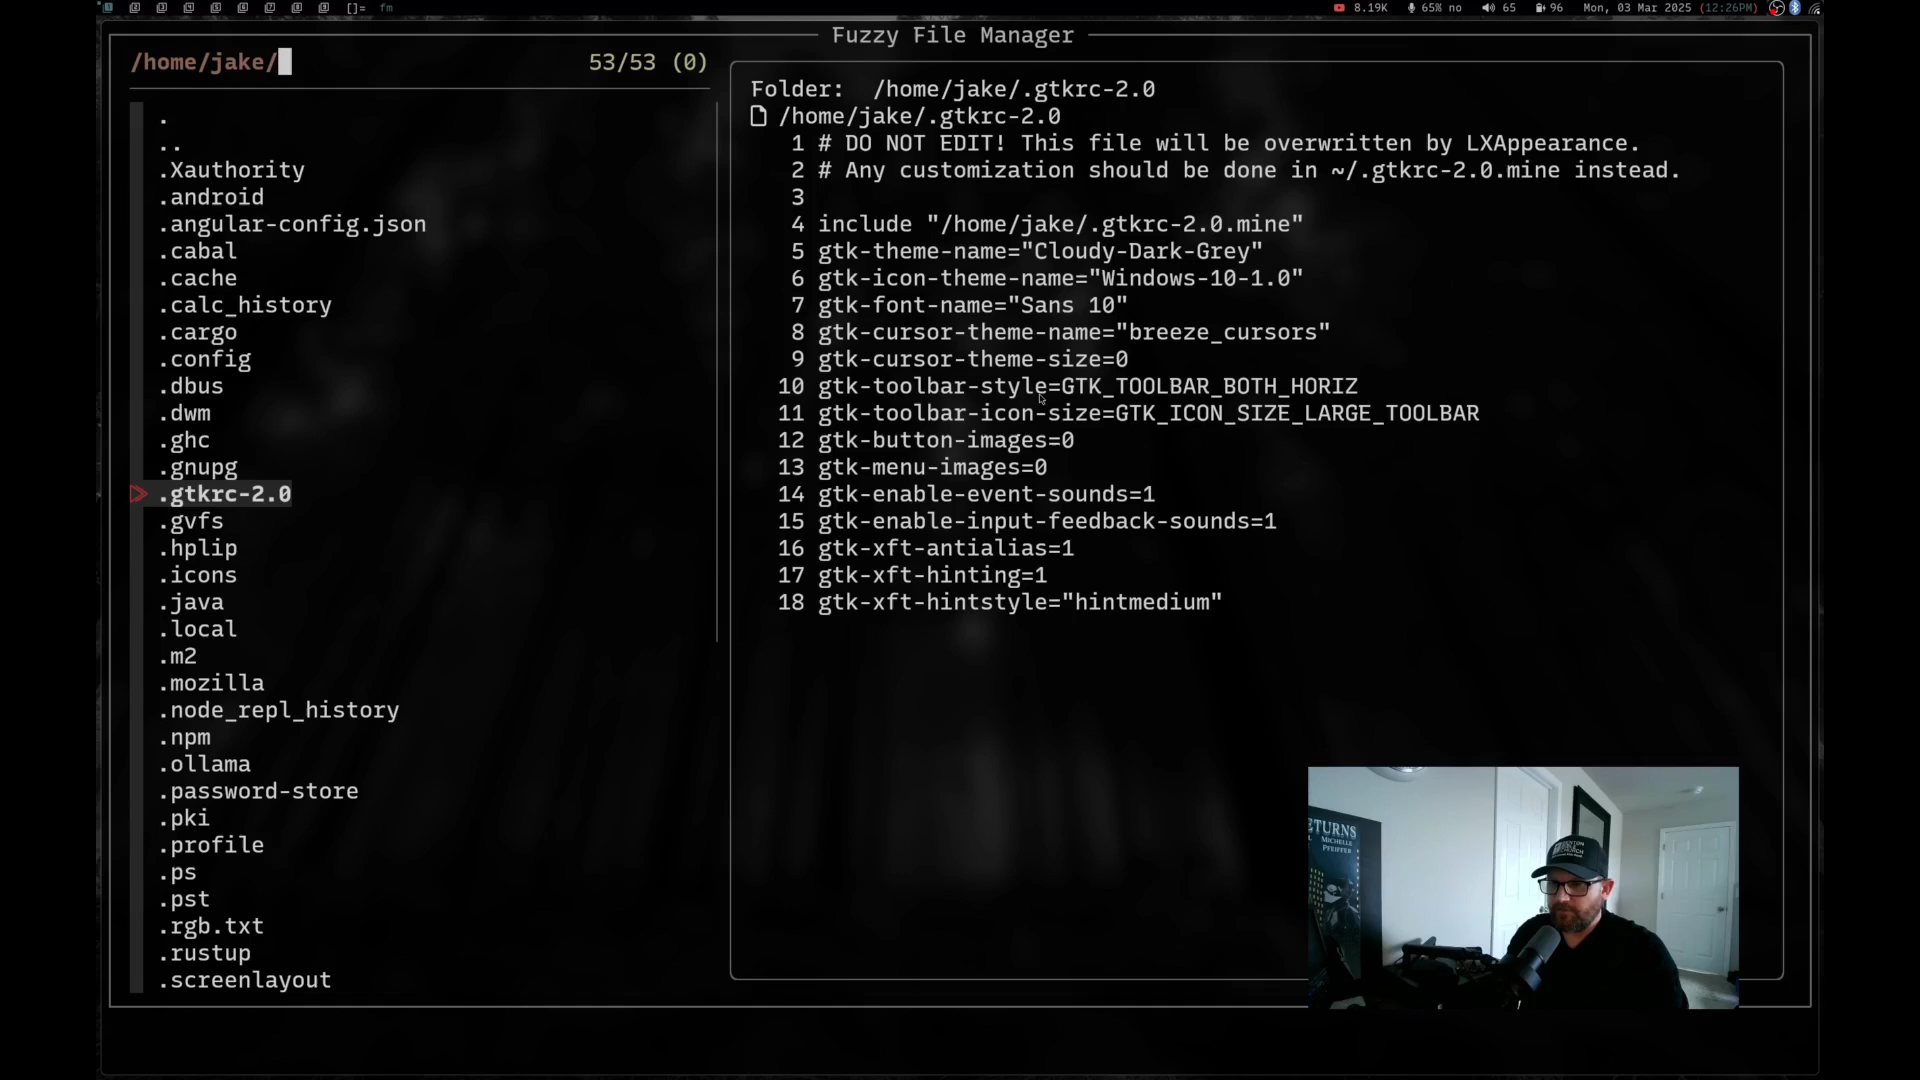 []= fm 8.19K 65% no 65 96 Mon, 03 Mar 2025 (12:26PM)
Fuzzy File Manager
/home/jake/ 53/53 (0)
.
..
.Xauthority
.android
.angular-config.json
.cabal
.cache
.calc_history
.cargo
.config
.dbus
.dwm
.ghc
.gnupg
.gtkrc-2.0
.gvfs
.hplip
.icons
.java
.local
.m2
.mozilla
.node_repl_history
.npm
.ollama
.password-store
.pki
.profile
.ps
.pst
.rgb.txt
.rustup
.screenlayout
Folder: /home/jake/.gtkrc-2.0
/home/jake/.gtkrc-2.0
1 # DO NOT EDIT! This file will be overwritten by LXAppearance.
2 # Any customization should be done in ~/.gtkrc-2.0.mine instead.
3
4 include "/home/jake/.gtkrc-2.0.mine"
5 gtk-theme-name="Cloudy-Dark-Grey"
6 gtk-icon-theme-name="Windows-10-1.0"
7 gtk-font-name="Sans 10"
8 gtk-cursor-theme-name="breeze_cursors"
9 gtk-cursor-theme-size=0
10 gtk-toolbar-style=GTK_TOOLBAR_BOTH_HORIZ
11 gtk-toolbar-icon-size=GTK_ICON_SIZE_LARGE_TOOLBAR
12 gtk-button-images=0
13 gtk-menu-images=0
14 gtk-enable-event-sounds=1
15 gtk-enable-input-feedback-sounds=1
16 gtk-xft-antialias=1
17 gtk-xft-hinting=1
18 gtk-xft-hintstyle="hintmedium"
ETURNS
MICHELLE
PFEIFFER